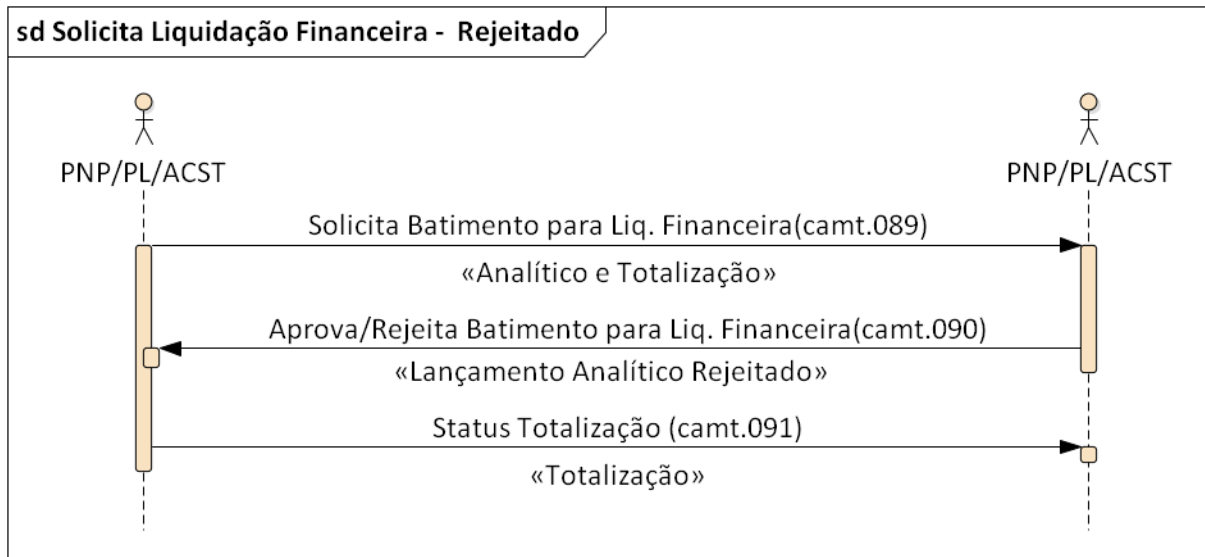 sd Solicita Liquidação Financeira -  Rejeitado
PNP/PL/ACST
PNP/PL/ACST
Solicita Batimento para Liq. Financeira(camt.089)
«Analítico e Totalização»
Aprova/Rejeita Batimento para Liq. Financeira(camt.090)
«Lançamento Analítico Rejeitado»
Status Totalização (camt.091)
«Totalização»